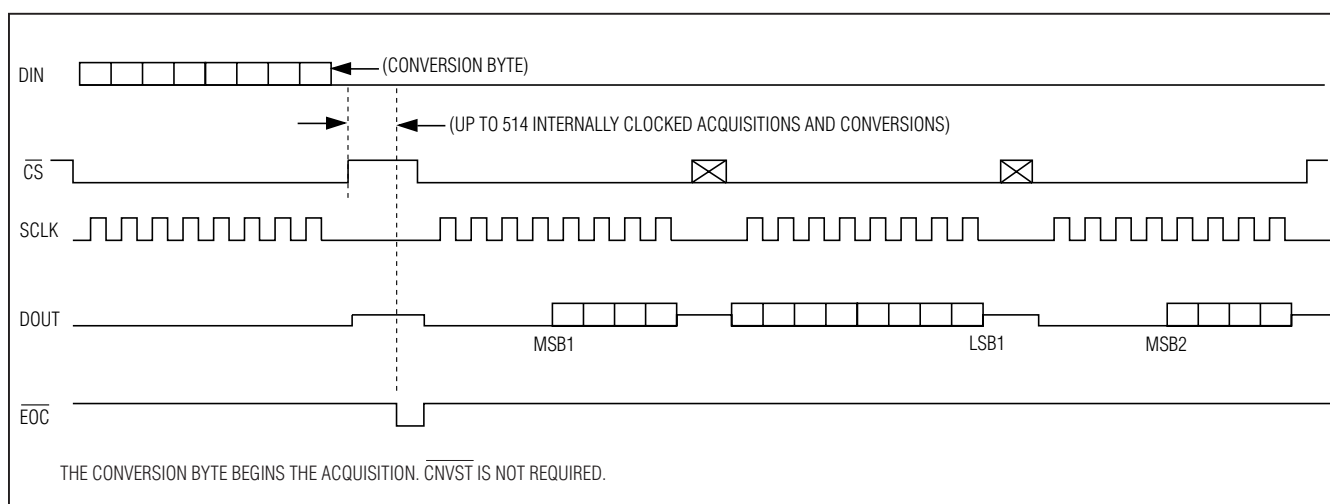 DIN
(CONVERSION BYTE)
(UP TO 514 INTERNALLY CLOCKED ACQUISITIONS AND CONVERSIONS)
CS
SCLK
DOUT
MSB1
LSB1
MSB2
EOC
THE CONVERSION BYTE BEGINS THE ACQUISITION. CNVST IS NOT REQUIRED.